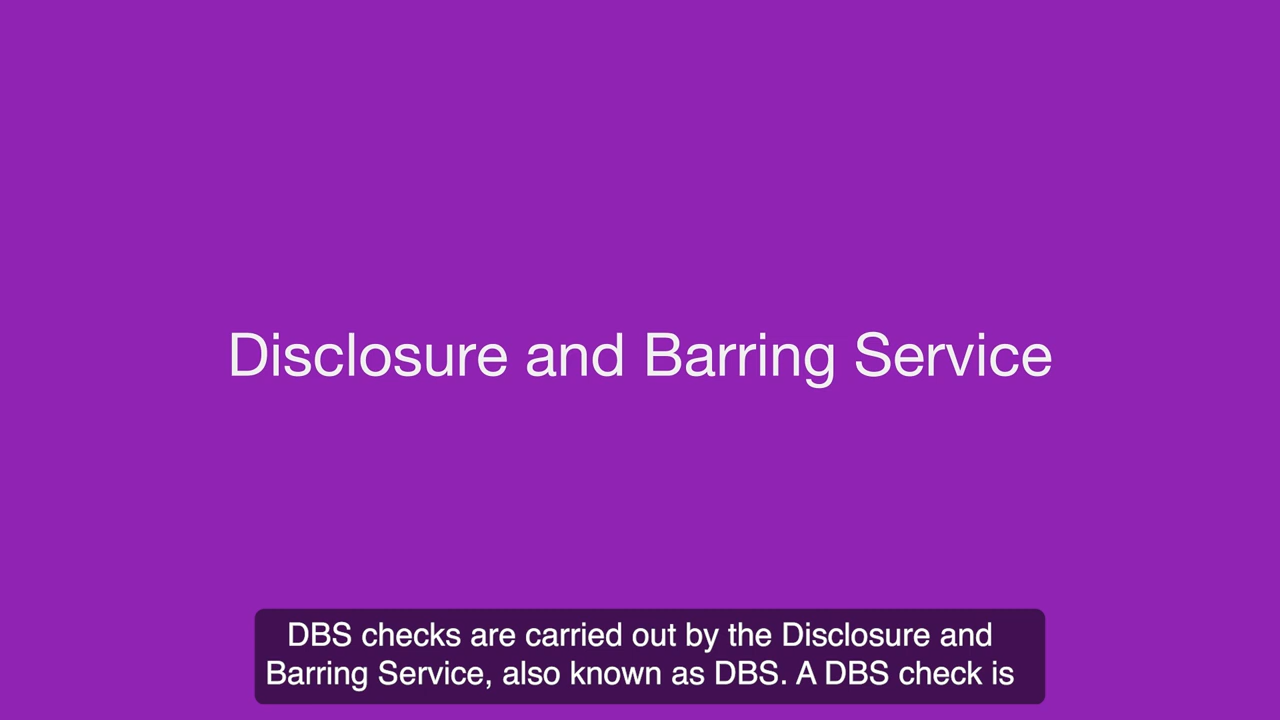 Disclosure and Barring Service
DBS checks are carried out by the Disclosure and
Barring Service, also known as DBS. A DBS check is